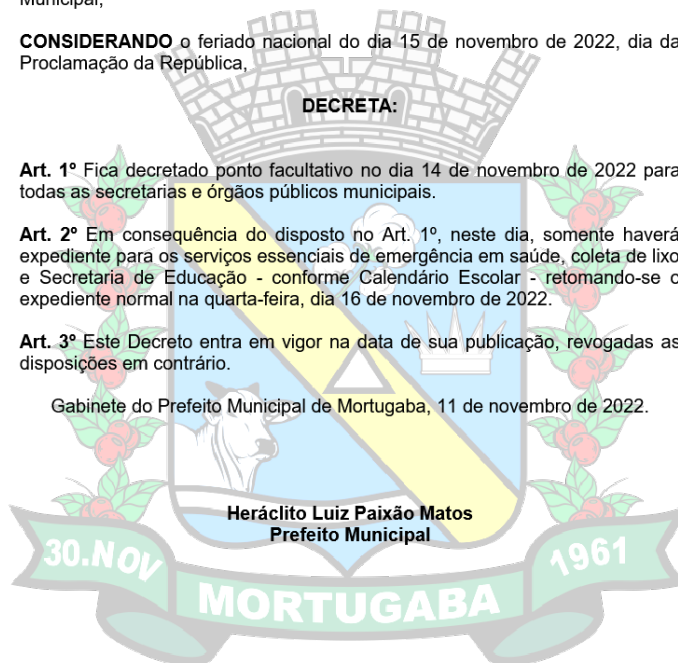 Municipal,
CONSIDERANDO o feriado nacional do dia 15 de novembro de 2022, dia da
Proclamação da República,
DECRETA:
Art. 1º Fica decretado ponto facultativo no dia 14 de novembro de 2022 para
todas as secretarias e órgãos públicos municipais.
Art. 2º Em consequência do disposto no Art. 1º, neste dia, somente haverá
expediente para os serviços essenciais de emergência em saúde, coleta de lixo
e Secretaria de Educação - conforme Calendário Escolar - retornando-se o
expediente normal na quarta-feira, dia 16 de novembro de 2022.
Art. 3º Este Decreto entra em vigor na data de sua publicação, revogadas as
disposições em contrário.
Gabinete do Prefeito Municipal de Mortugaba, 11 de novembro de 2022.
Heráclito Luiz Paixão Matos
Prefeito Municipal
30.NOV
1961
MORTUGABA